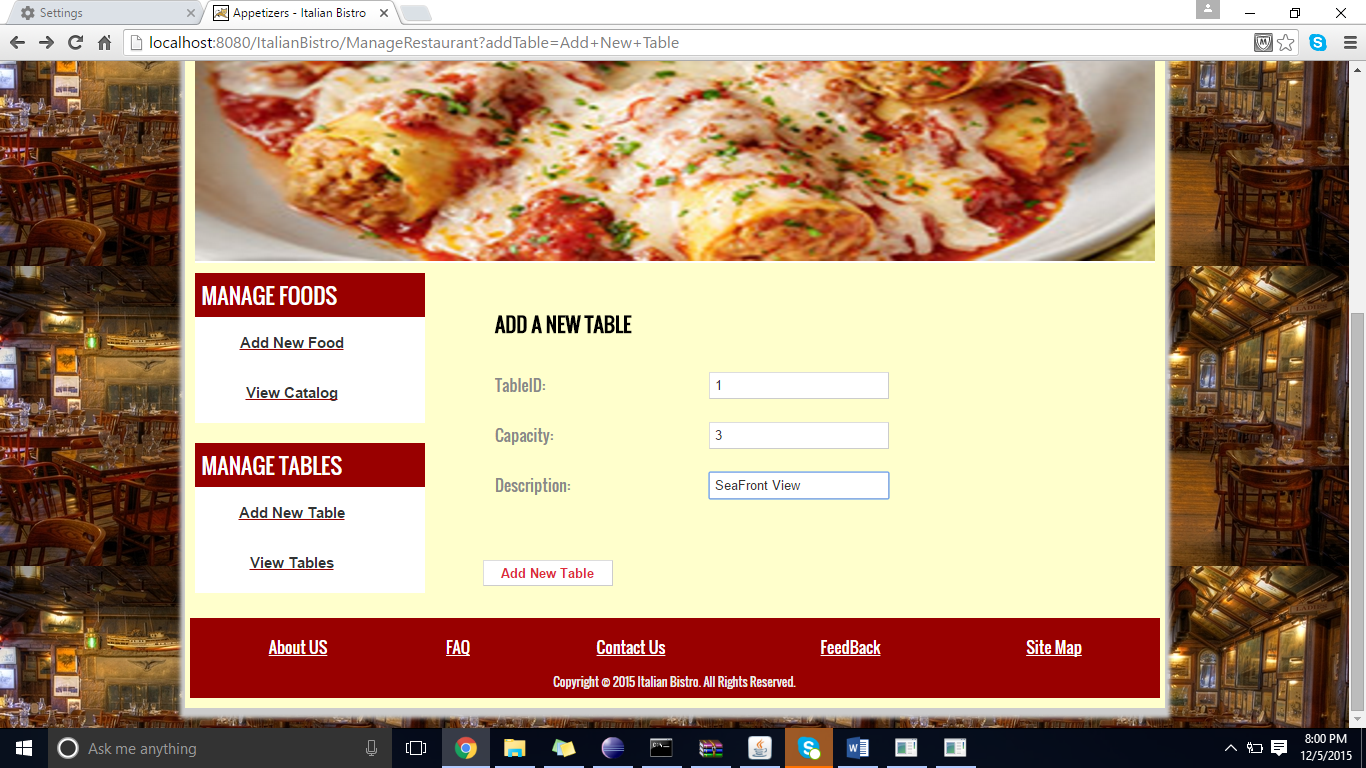 Settings
Appetizers - Italian Bistro
localhost:8080/ItalianBistro/ManageRestaurant?addTable=Add+New+Table
MANAGE FOODS
Add New Food
View Catalog
MANAGE TABLES
Add New Table
View Tables
ADD A NEW TABLE
TableID: 1
Capacity: 3
Description: SeaFront View
Add New Table
About US FAQ Contact Us FeedBack Site Map
Copyright © 2015 Italian Bistro. All Rights Reserved.
Ask me anything
8:00 PM
12/5/2015